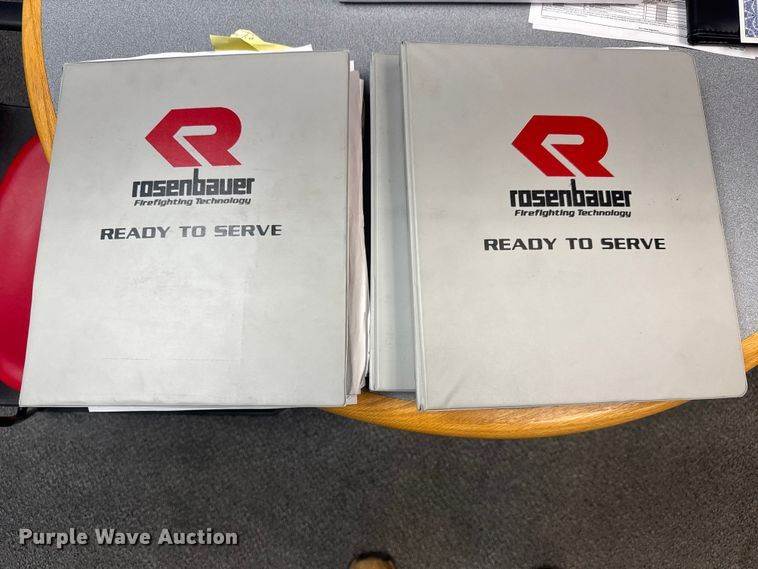 rosenbauer
Firefighting Technology
READY TO SERVE
rosenbauer
Firefighting Technology
READY TO SERVE
Purple Wave Auction